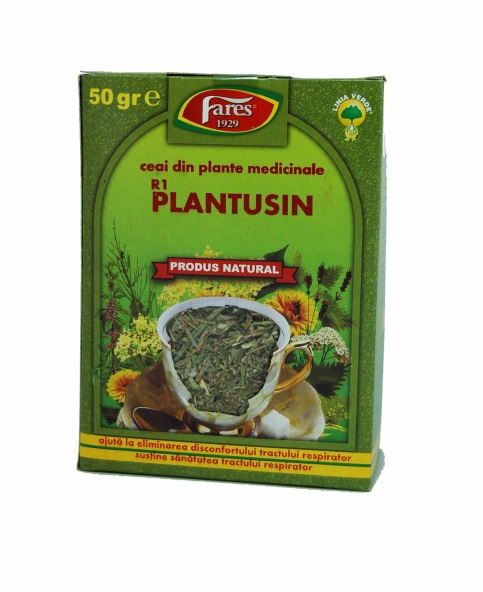 50 gr e
Fares®
1929
LINIA VERDE
ceai din plante medicinale
R1
PLANTUSIN
PRODUS NATURAL
ajută la eliminarea disconfortului tractului respirator
susține sănătatea tractului respirator